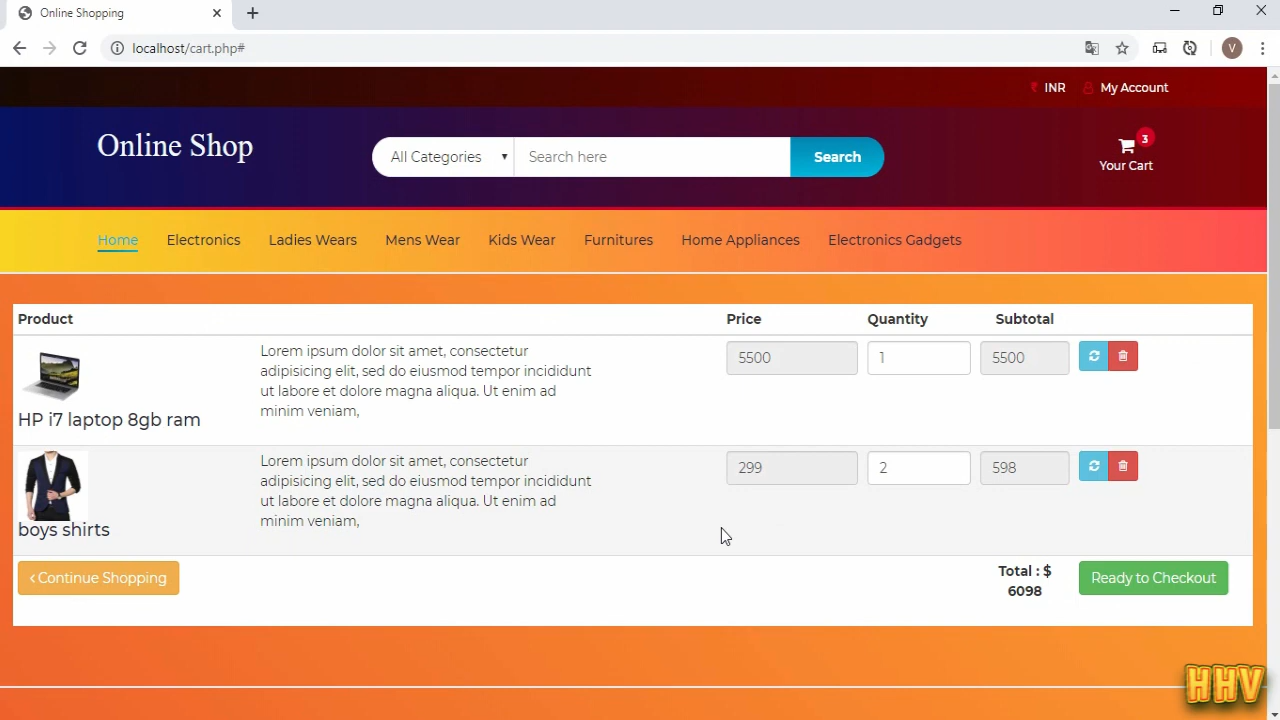 Online Shopping
localhost/cart.php#
V
INR
My Account
Online Shop
All Categories
Search here
Search
3
Your Cart
Home
Electronics
Ladies Wears
Mens Wear
Kids Wear
Furnitures
Home Appliances
Electronics Gadgets
Product
Price
Quantity
Subtotal
Lorem ipsum dolor sit amet, consectetur
adipisicing elit, sed do eiusmod tempor incididunt
ut labore et dolore magna aliqua. Ut enim ad
minim veniam,
HP i7 laptop 8gb ram
5500
1
5500
Lorem ipsum dolor sit amet, consectetur
adipisicing elit, sed do eiusmod tempor incididunt
ut labore et dolore magna aliqua. Ut enim ad
minim veniam,
boys shirts
299
2
598
Continue Shopping
Total : $
6098
Ready to Checkout
HHV